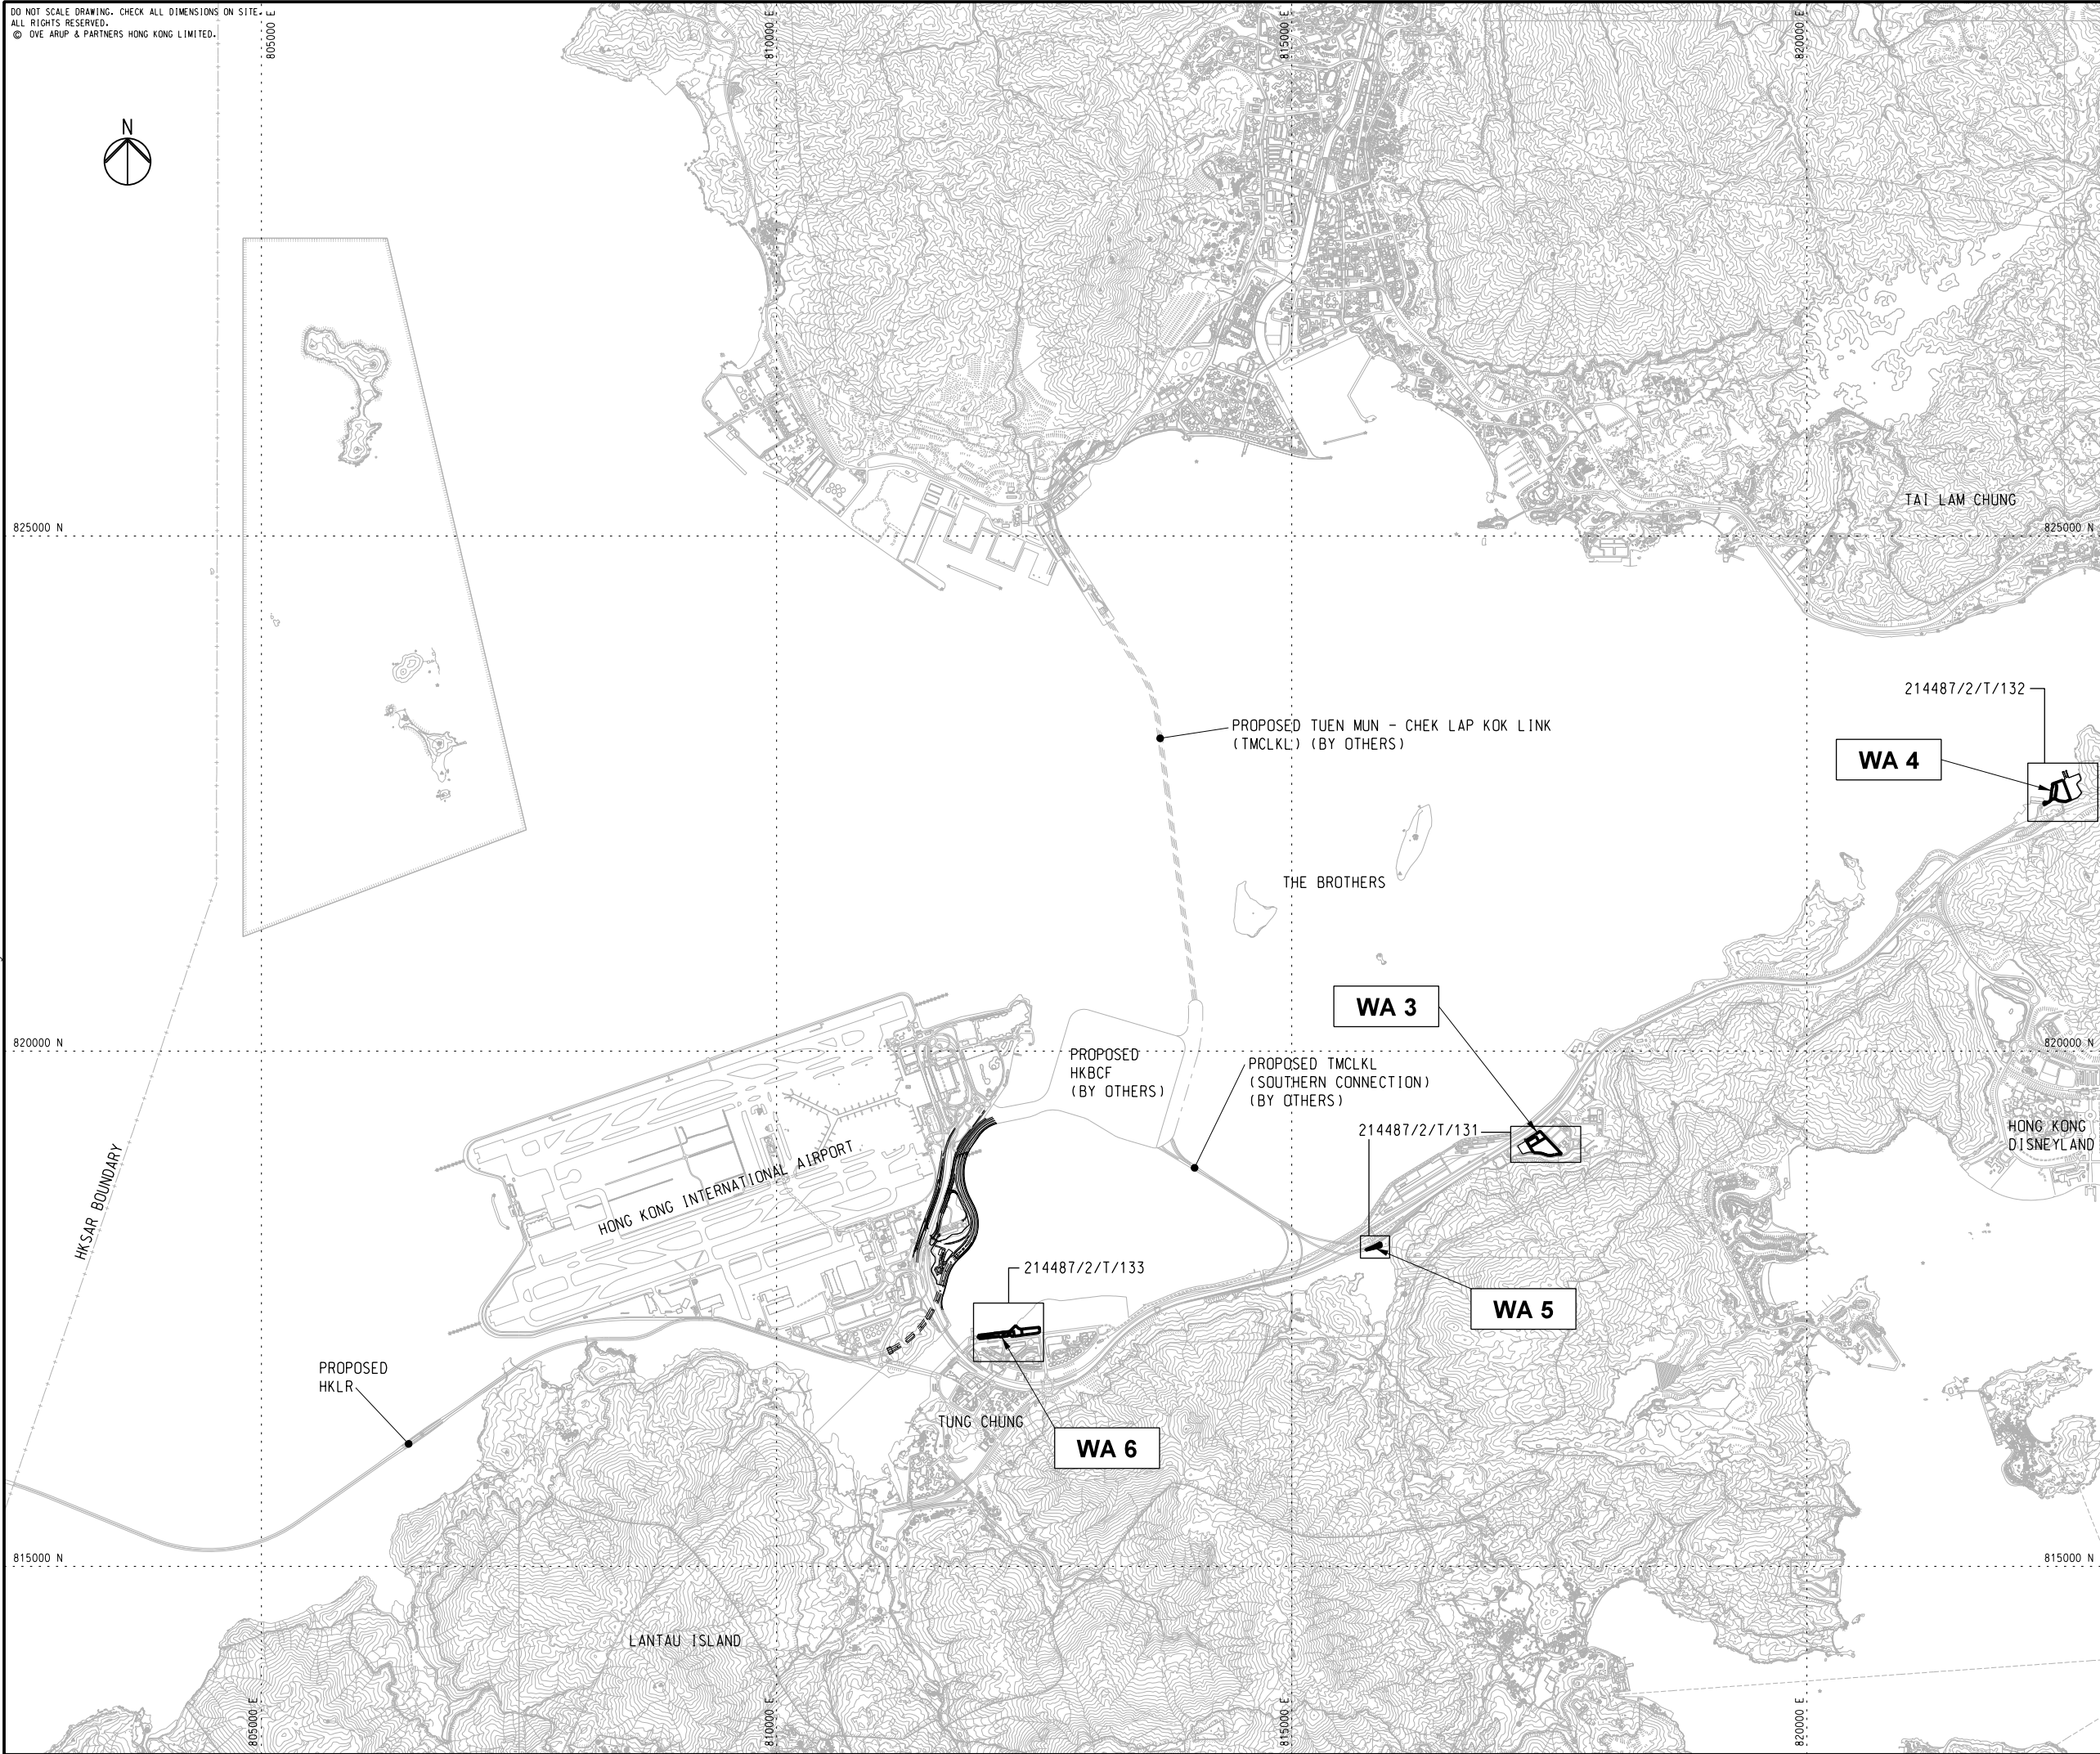 DO NOT SCALE DRAWING. CHECK ALL DIMENSIONS ON SITE.
ALL RIGHTS RESERVED.
© OVE ARUP & PARTNERS HONG KONG LIMITED.
805000 E
810000 E
815000 E
820000 E
N
TAI LAM CHUNG
825000 N
825000 N
214487/2/T/132
PROPOSED TUEN MUN - CHEK LAP KOK LINK
(TMCLKL) (BY OTHERS)
WA 4
THE BROTHERS
WA 3
820000 N
820000 N
PROPOSED
HKBCF
(BY OTHERS)
PROPOSED TMCLKL
(SOUTHERN CONNECTION)
(BY OTHERS)
214487/2/T/131
HONG KONG
DISNEYLAND
HKSAR BOUNDARY
HONG KONG INTERNATIONAL AIRPORT
214487/2/T/133
WA 5
PROPOSED
HKLR
TUNG CHUNG
WA 6
815000 N
815000 N
LANTAU ISLAND
805000 E
810000 E
815000 E
820000 E